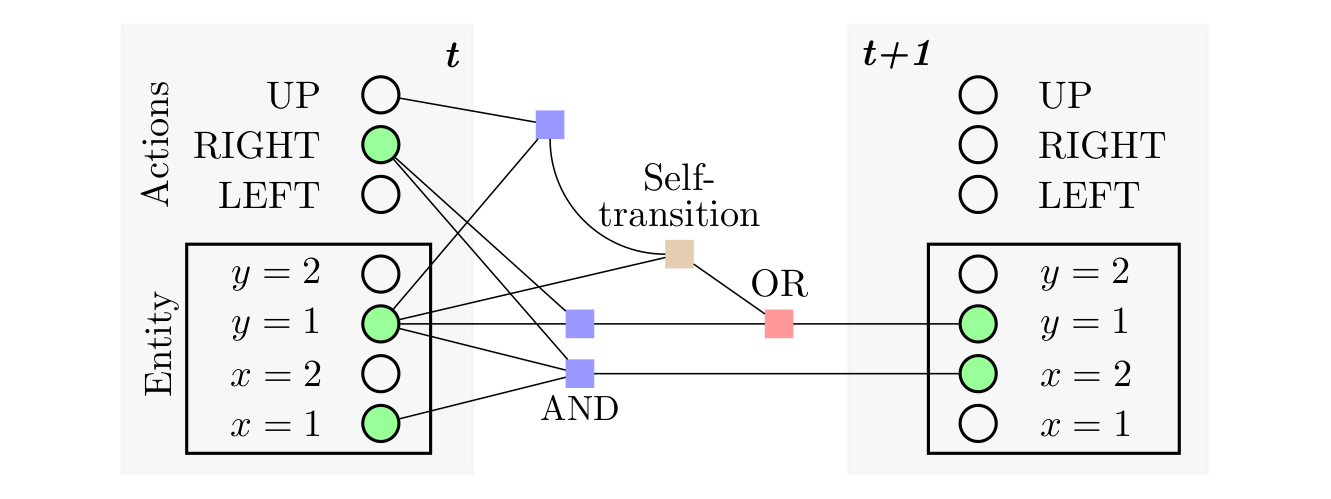 t
t+1
Actions
UP
RIGHT
LEFT
Entity
y = 2
y = 1
x = 2
x = 1
Self-
transition
OR
AND
UP
RIGHT
LEFT
y = 2
y = 1
x = 2
x = 1